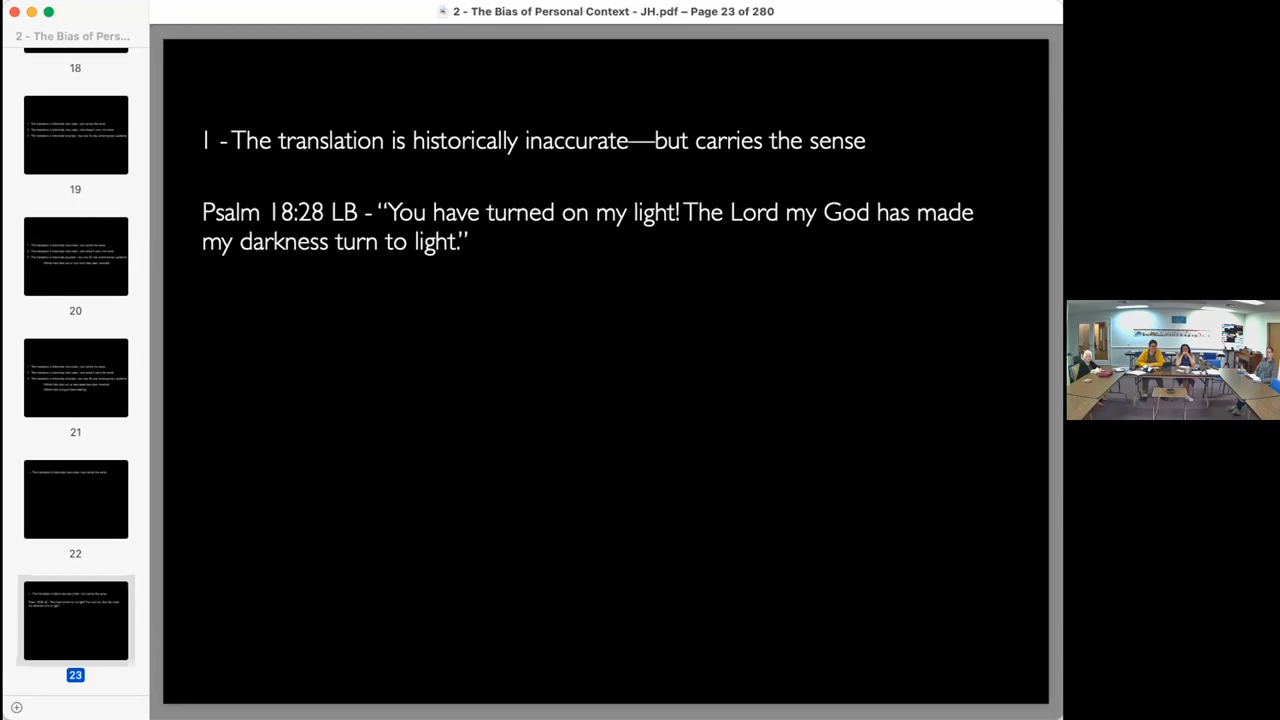 2 - The Bias of Personal Context - JH.pdf – Page 23 of 280
2 - The Bias of Pers...
18
19
20
21
22
23
1 - The translation is historically inaccurate—but carries the sense
Psalm 18:28 LB - “You have turned on my light! The Lord my God has made
my darkness turn to light.”